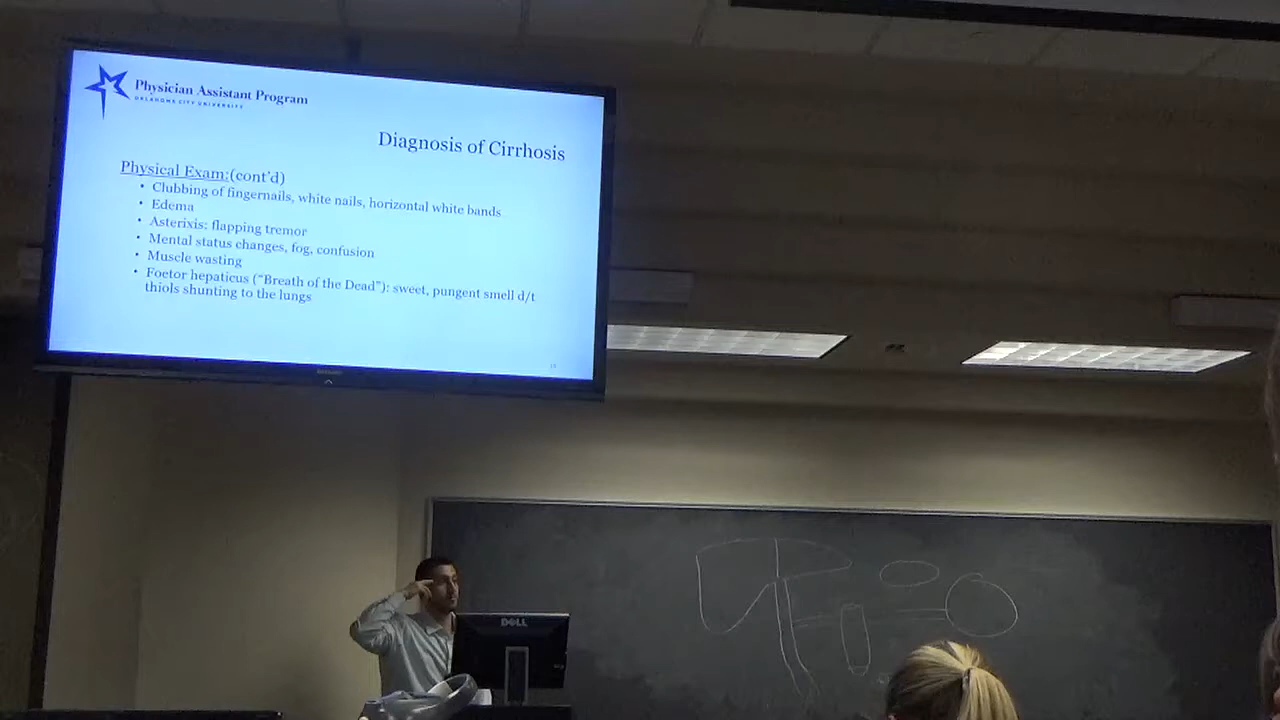 Physician Assistant Program
OKLAHOMA CITY UNIVERSITY
Diagnosis of Cirrhosis
Physical Exam:(cont'd)
• Clubbing of fingernails, white nails, horizontal white bands
• Edema
• Asterixis: flapping tremor
• Mental status changes, fog, confusion
• Muscle wasting
• Foetor hepaticus ("Breath of the Dead"): sweet, pungent smell d/t
thiols shunting to the lungs
DELL